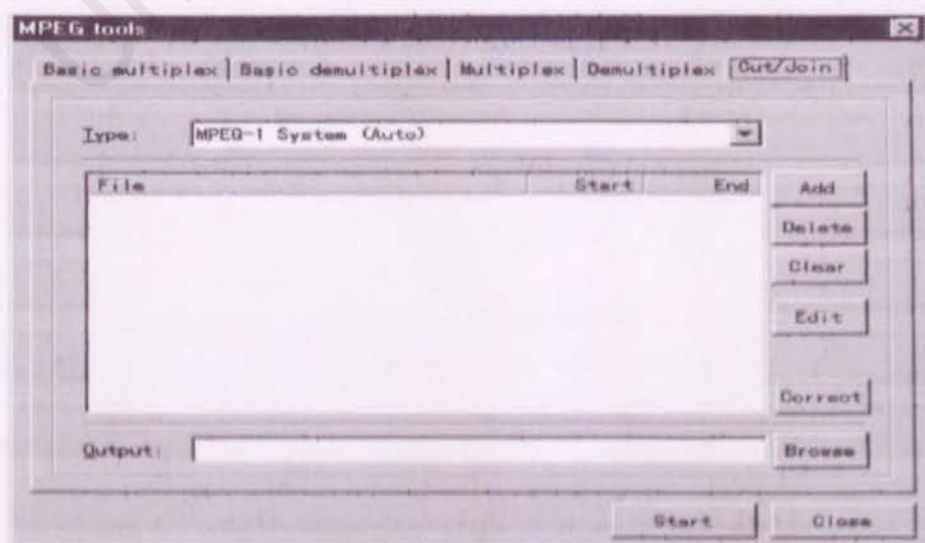 MPEG tools
Basic multiplex Basic demultiplex Multiplex Demultiplex Cut/Join
Type: MPEG-1 System (Auto)
File Start End
Add
Delete
Clear
Edit
Correct
Output: Browse
Start Close